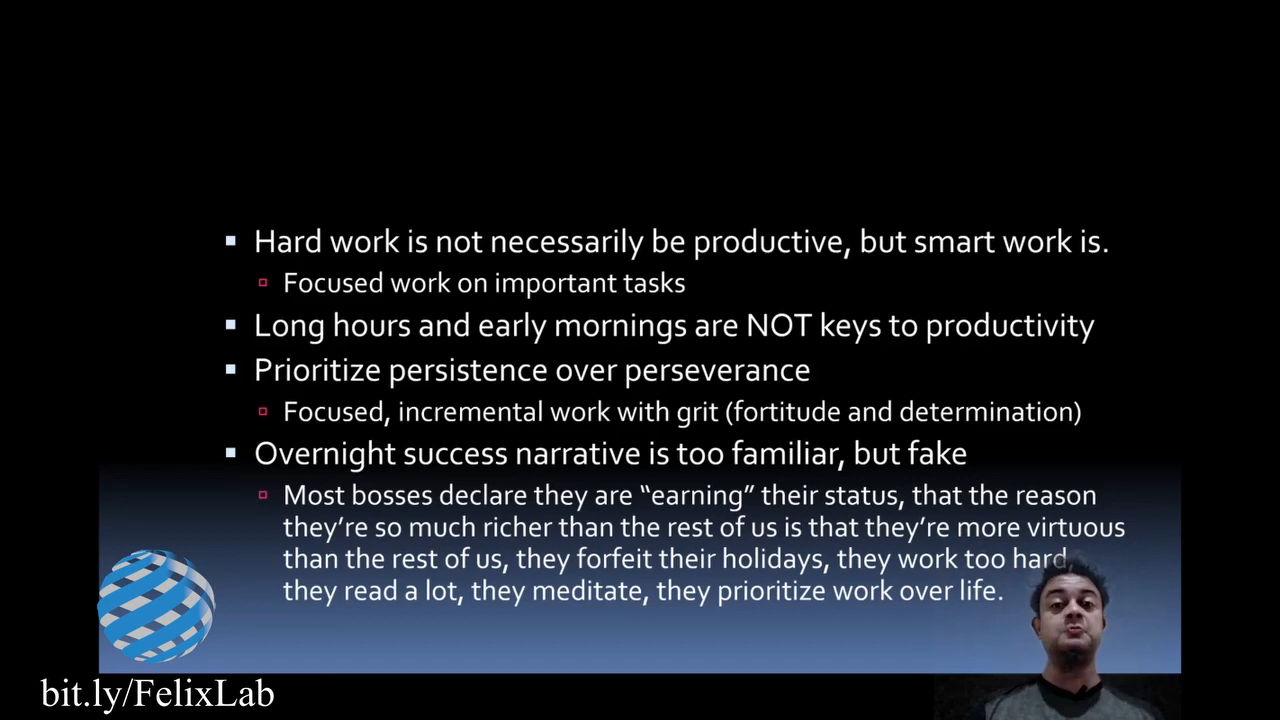 Hard work is not necessarily be productive, but smart work is.
Focused work on important tasks
Long hours and early mornings are NOT keys to productivity
Prioritize persistence over perseverance
Focused, incremental work with grit (fortitude and determination)
Overnight success narrative is too familiar, but fake
Most bosses declare they are “earning” their status, that the reason
they’re so much richer than the rest of us is that they’re more virtuous
than the rest of us, they forfeit their holidays, they work too hard,
they read a lot, they meditate, they prioritize work over life.
bit.ly/FelixLab